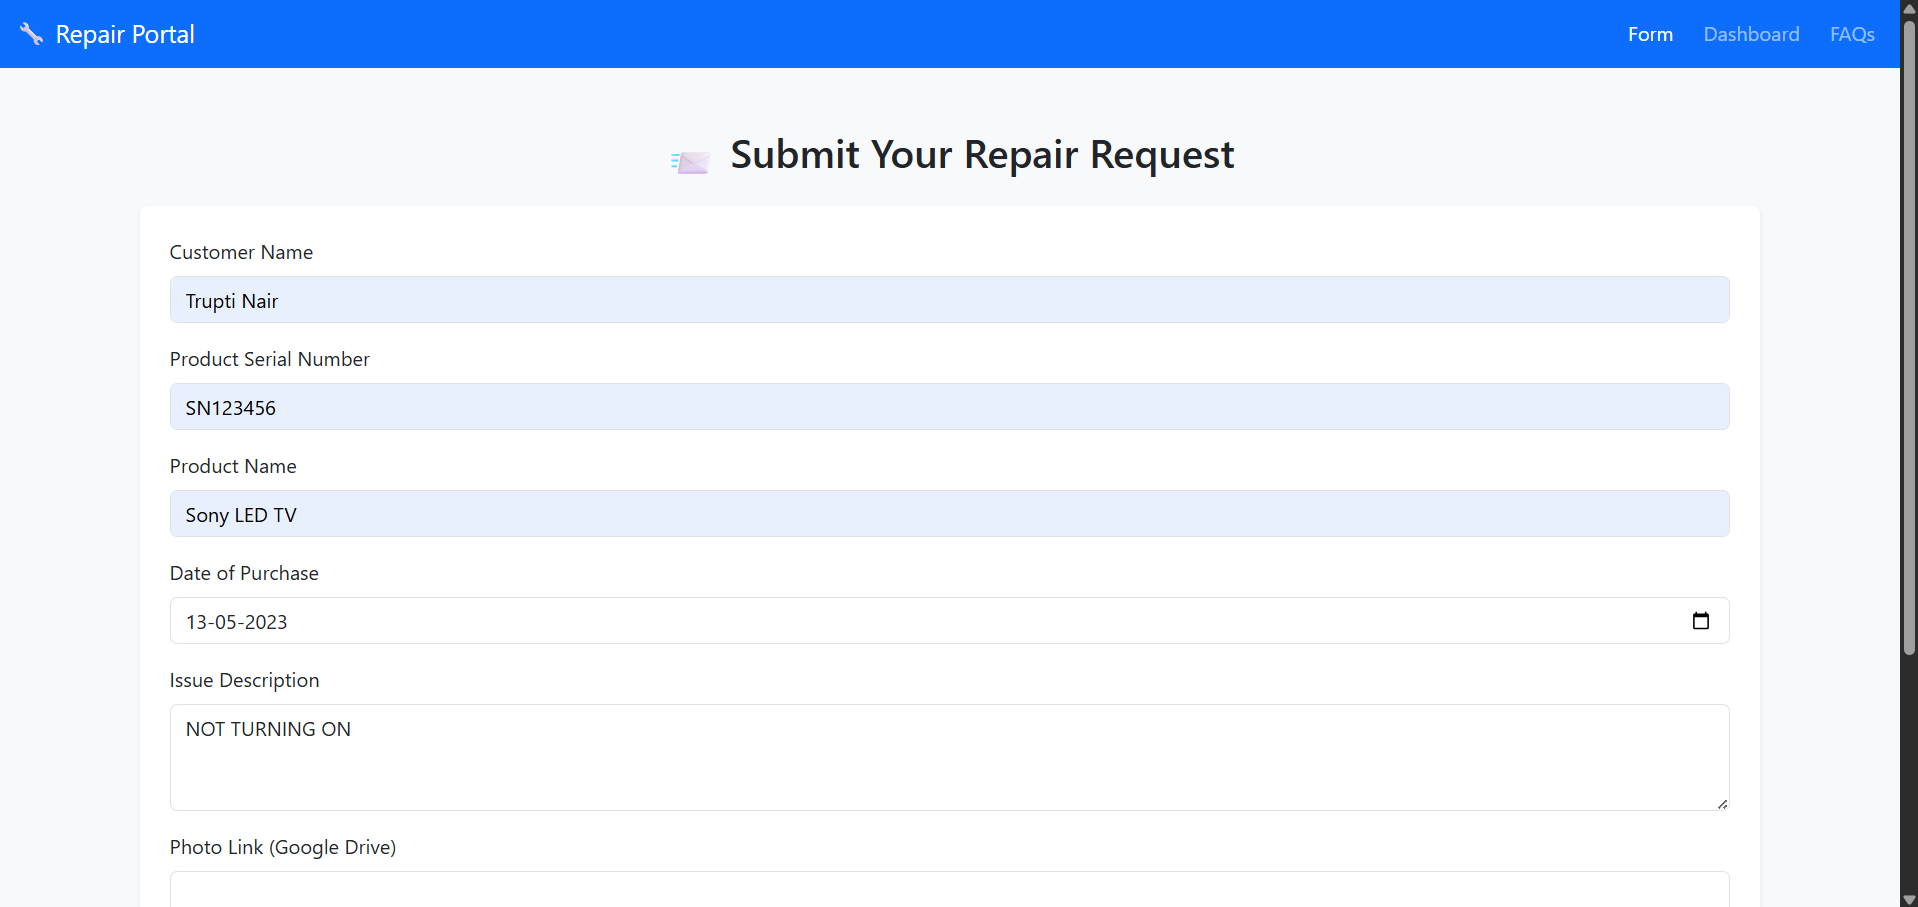 Repair Portal
Form
Dashboard
FAQs
Submit Your Repair Request
Customer Name
Trupti Nair
Product Serial Number
SN123456
Product Name
Sony LED TV
Date of Purchase
13-05-2023
Issue Description
NOT TURNING ON
Photo Link (Google Drive)